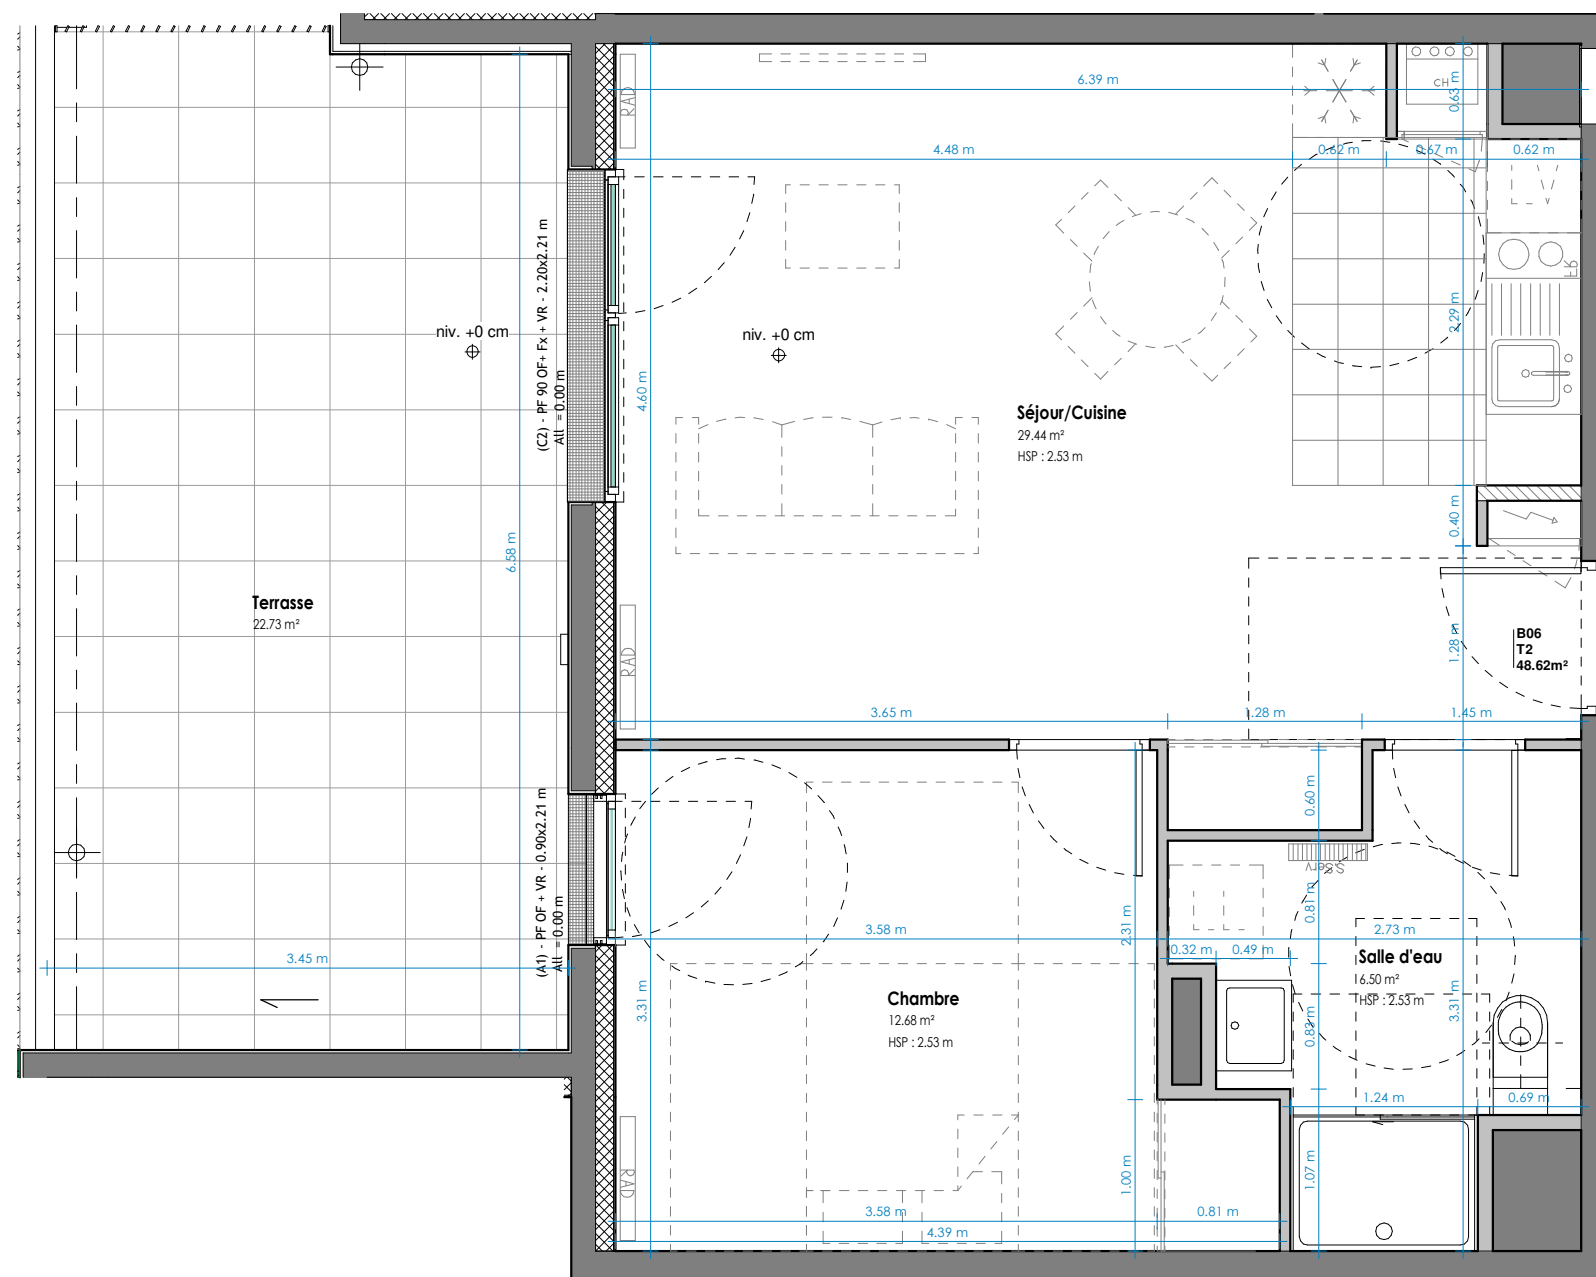 RAD
6.39 m
CH
0.63 m
4.48 m
0.62 m
0.67 m
0.62 m
(C2) - PF 90 OF+ Fx + VR - 2.20x2.21 m
All = 0.00 m
niv. +0 cm
niv. +0 cm
4.60 m
2.29 m
Séjour/Cuisine
29.44 m²
HSP : 2.53 m
6.58 m
0.40 m
Terrasse
22.73 m²
RAD
1.28 m
B06
T2
48.62m²
3.65 m
1.28 m
1.45 m
0.60 m
(A1) - PF OF + VR - 0.90x2.21 m
All = 0.00 m
S.Serv
0.81 m
3.58 m
2.31 m
2.73 m
0.32 m
0.49 m
3.45 m
Salle d'eau
6.50 m²
HSP : 2.53 m
3.31 m
Chambre
12.68 m²
HSP : 2.53 m
0.83 m
3.31 m
1.24 m
0.69 m
RAD
1.00 m
1.07 m
3.58 m
0.81 m
4.39 m